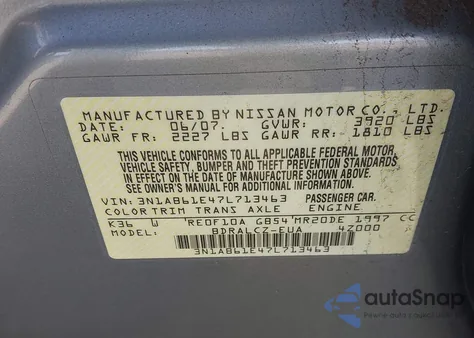 MANUFACTURED BY NISSAN MOTOR CO., LTD.
DATE: 06/07. GVWR: 3920 LBS
GAWR FR: 2227 LBS GAWR RR: 1810 LBS
THIS VEHICLE CONFORMS TO ALL APPLICABLE FEDERAL MOTOR
VEHICLE SAFETY, BUMPER AND THEFT PREVENTION STANDARDS
IN EFFECT ON THE DATE OF MANUFACTURE SHOWN ABOVE.
SEE OWNER'S MANUAL FOR ADDITIONAL INFORMATION.
VIN: 3N1AB61E47L713463 PASSENGER CAR.
COLOR TRIM TRANS AXLE ENGINE
K36 W RE0F10A GB54 MR20DE 1997 CC
BDRALCZ-EUA 4Z000
3N1AB61E47L713463
autoSnap